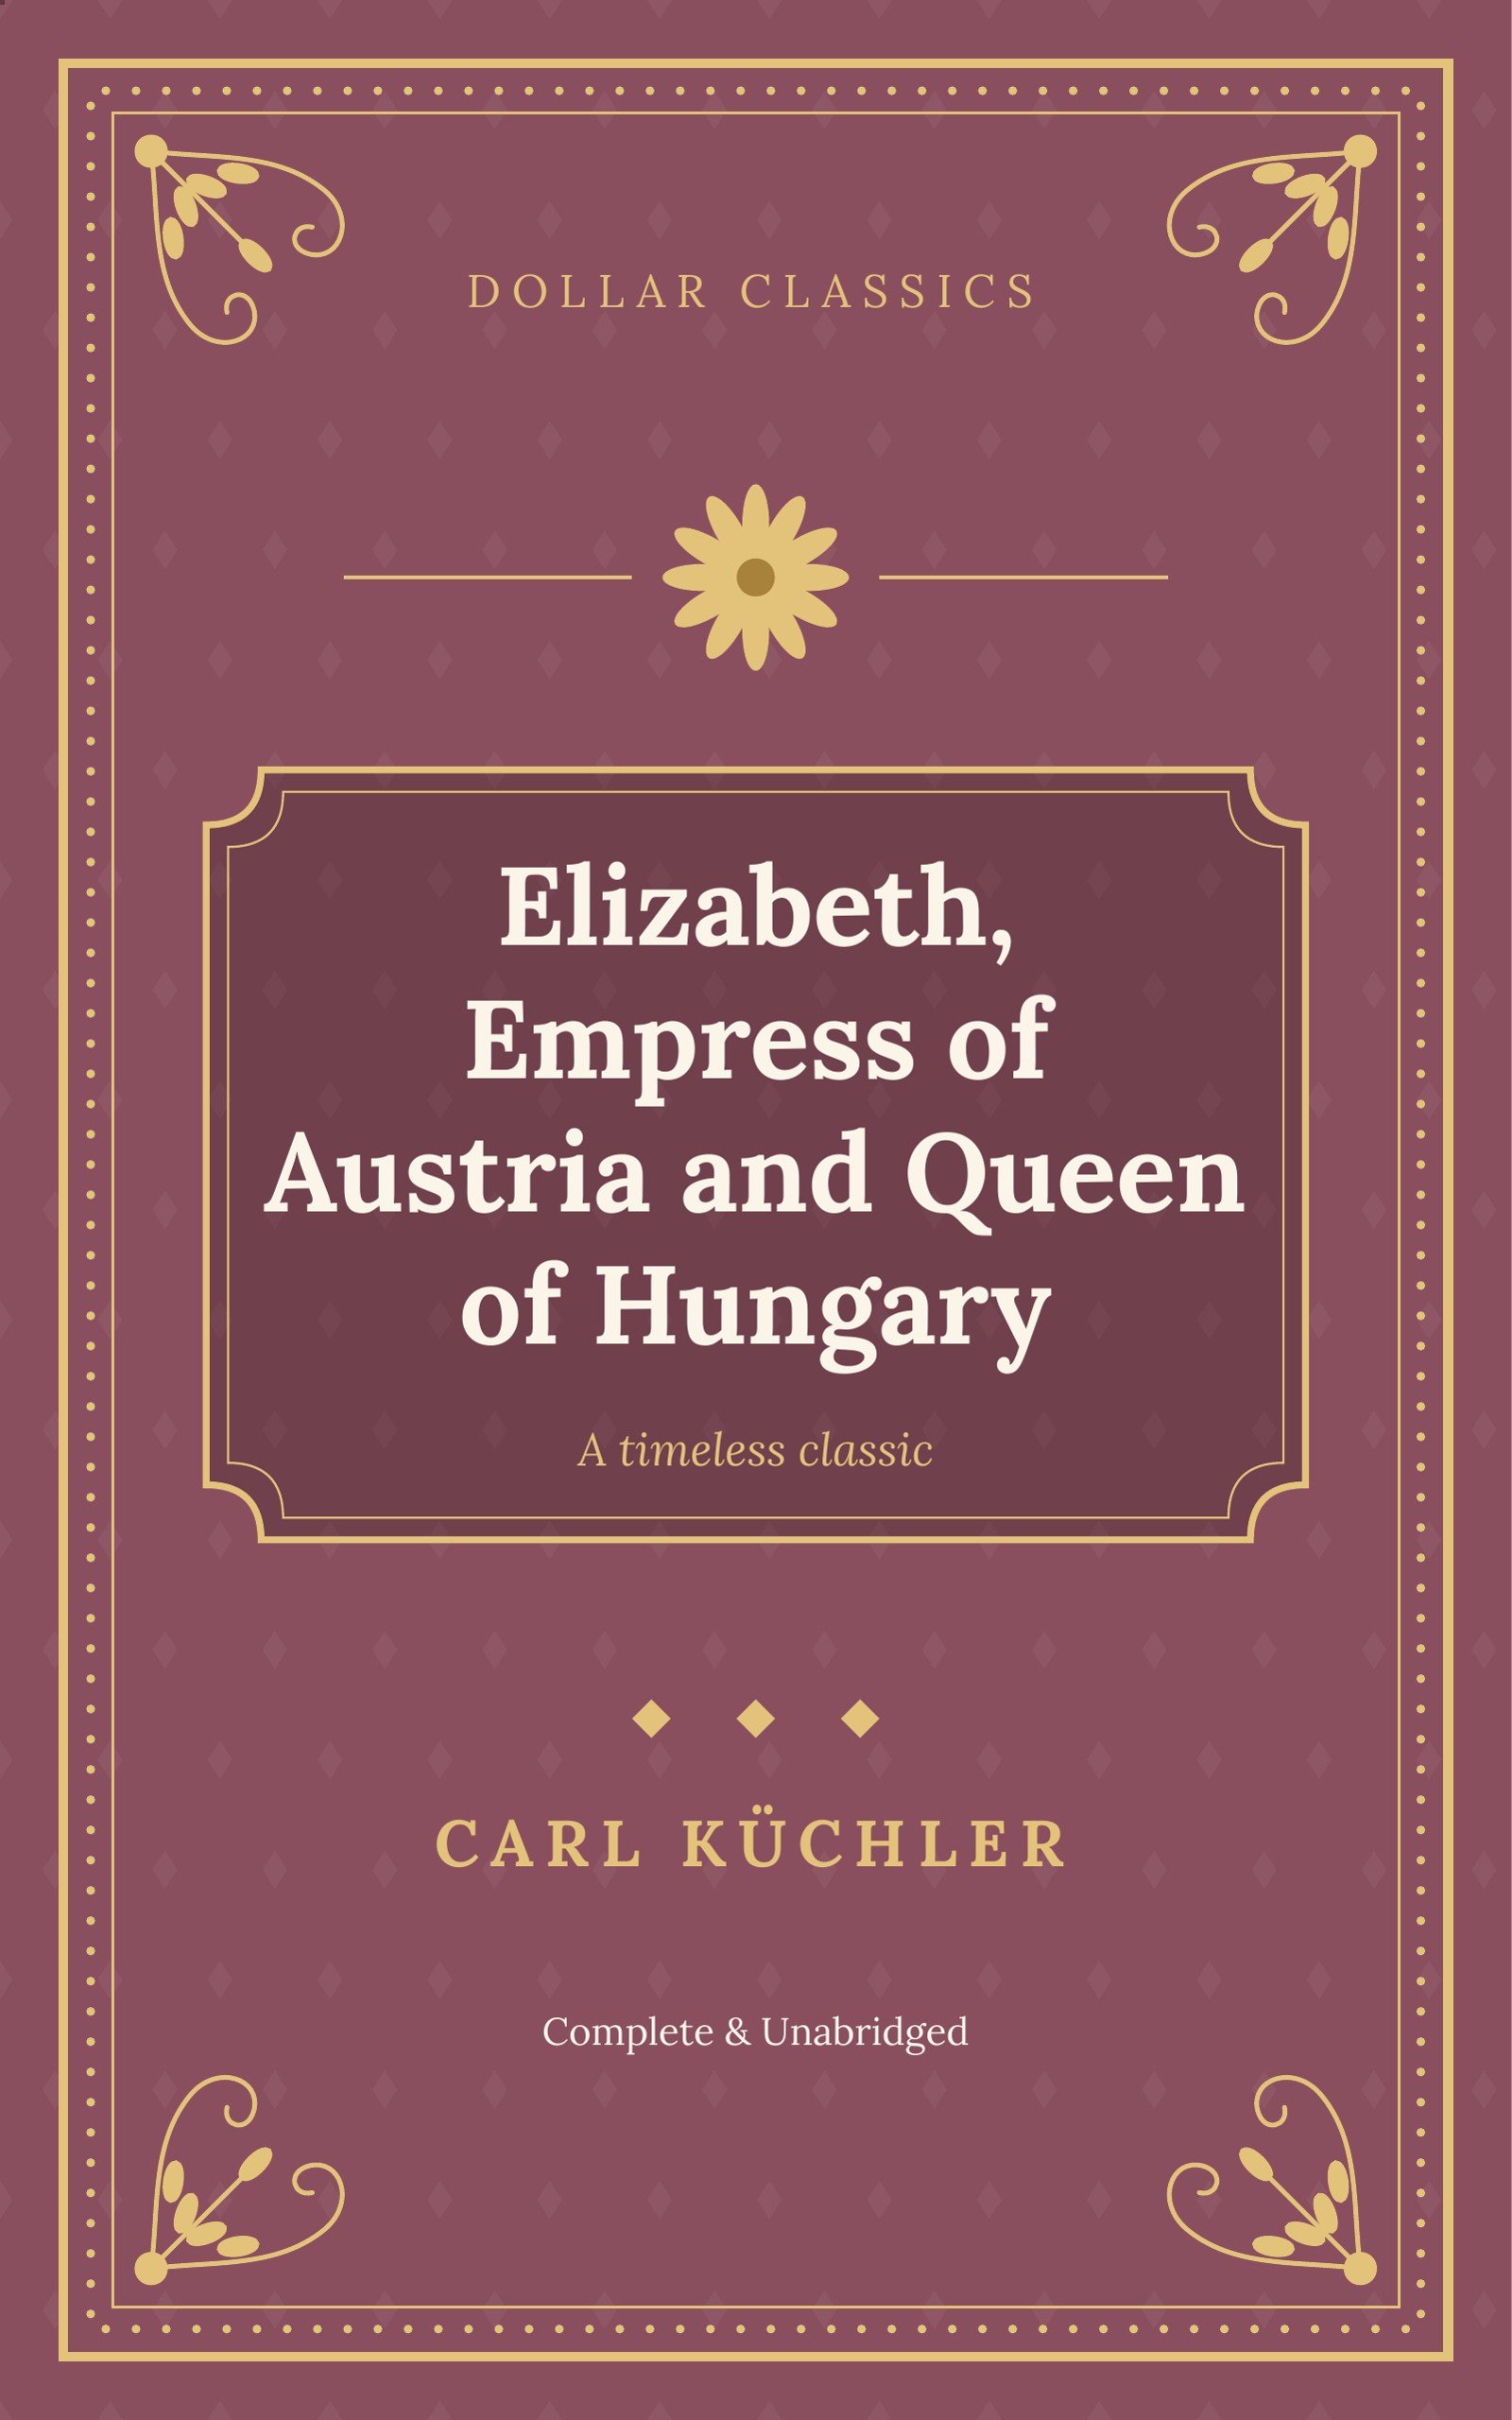 DOLLAR CLASSICS
Elizabeth,
Empress of
Austria and Queen
of Hungary
A timeless classic
CARL KÜCHLER
Complete & Unabridged